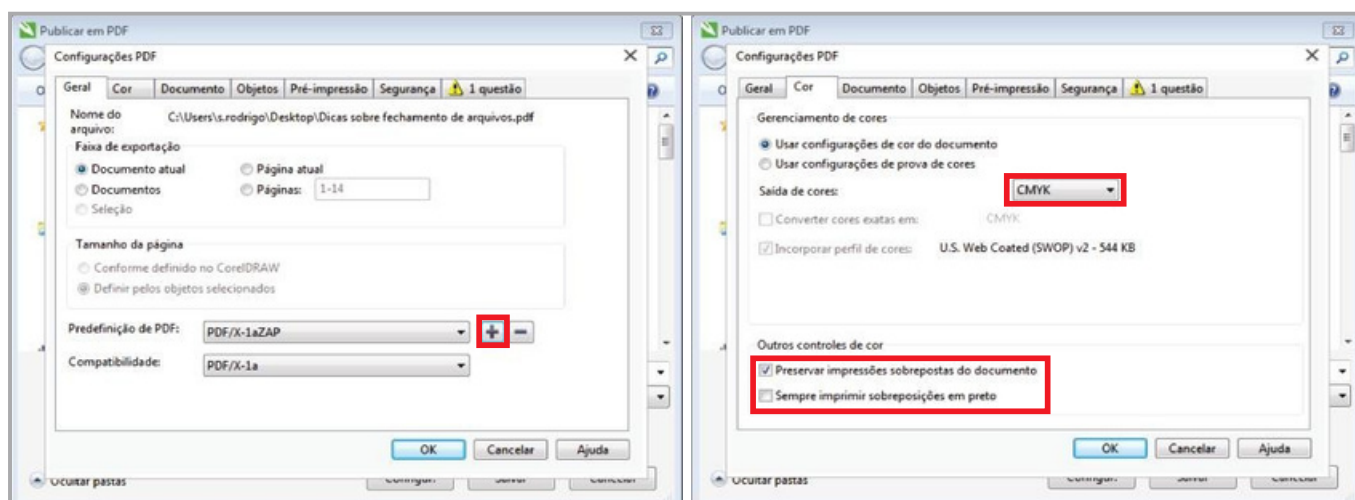 Publicar em PDF
Configurações PDF
Geral Cor Documento Objetos Pré-impressão Segurança 1 questão
Nome do arquivo: C:\Users\s.rodrigo\Desktop\Dicas sobre fechamento de arquivos.pdf
Faixa de exportação
Documento atual Página atual
Documentos Páginas: 1-14
Seleção
Tamanho da página
Conforme definido no CorelDRAW
Definir pelos objetos selecionados
Predefinição de PDF: PDF/X-1aZAP
Compatibilidade: PDF/X-1a
OK Cancelar Ajuda
Ocultar pastas
Publicar em PDF
Configurações PDF
Geral Cor Documento Objetos Pré-impressão Segurança 1 questão
Gerenciamento de cores
Usar configurações de cor do documento
Usar configurações de prova de cores
Saída de cores: CMYK
Converter cores exatas em: CMYK
Incorporar perfil de cores: U.S. Web Coated (SWOP) v2 - 544 KB
Outros controles de cor
Preservar impressões sobrepostas do documento
Sempre imprimir sobreposições em preto
OK Cancelar Ajuda
Ocultar pastas